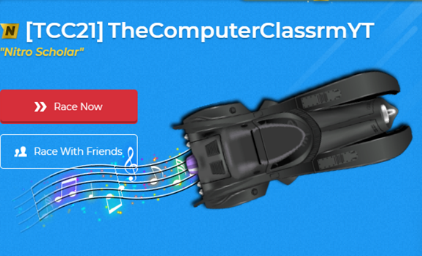 N [TCC21] TheComputerClassrmYT
"Nitro Scholar"
Race Now
Race With Friends